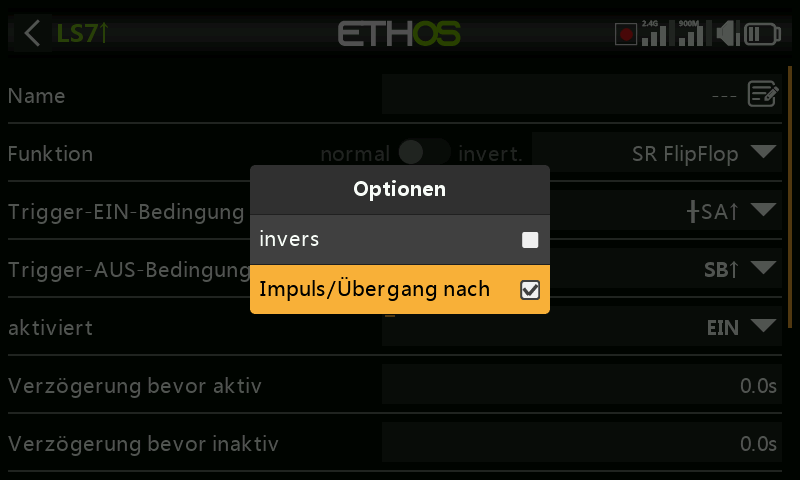 LS7↑ ETHOS 2.4G 900M
Name ---
Funktion normal invert. SR FlipFlop
Optionen
Trigger-EIN-Bedingung SA↑
invers
Trigger-AUS-Bedingung SB↑
Impuls/Übergang nach
aktiviert EIN
Verzögerung bevor aktiv 0.0s
Verzögerung bevor inaktiv 0.0s